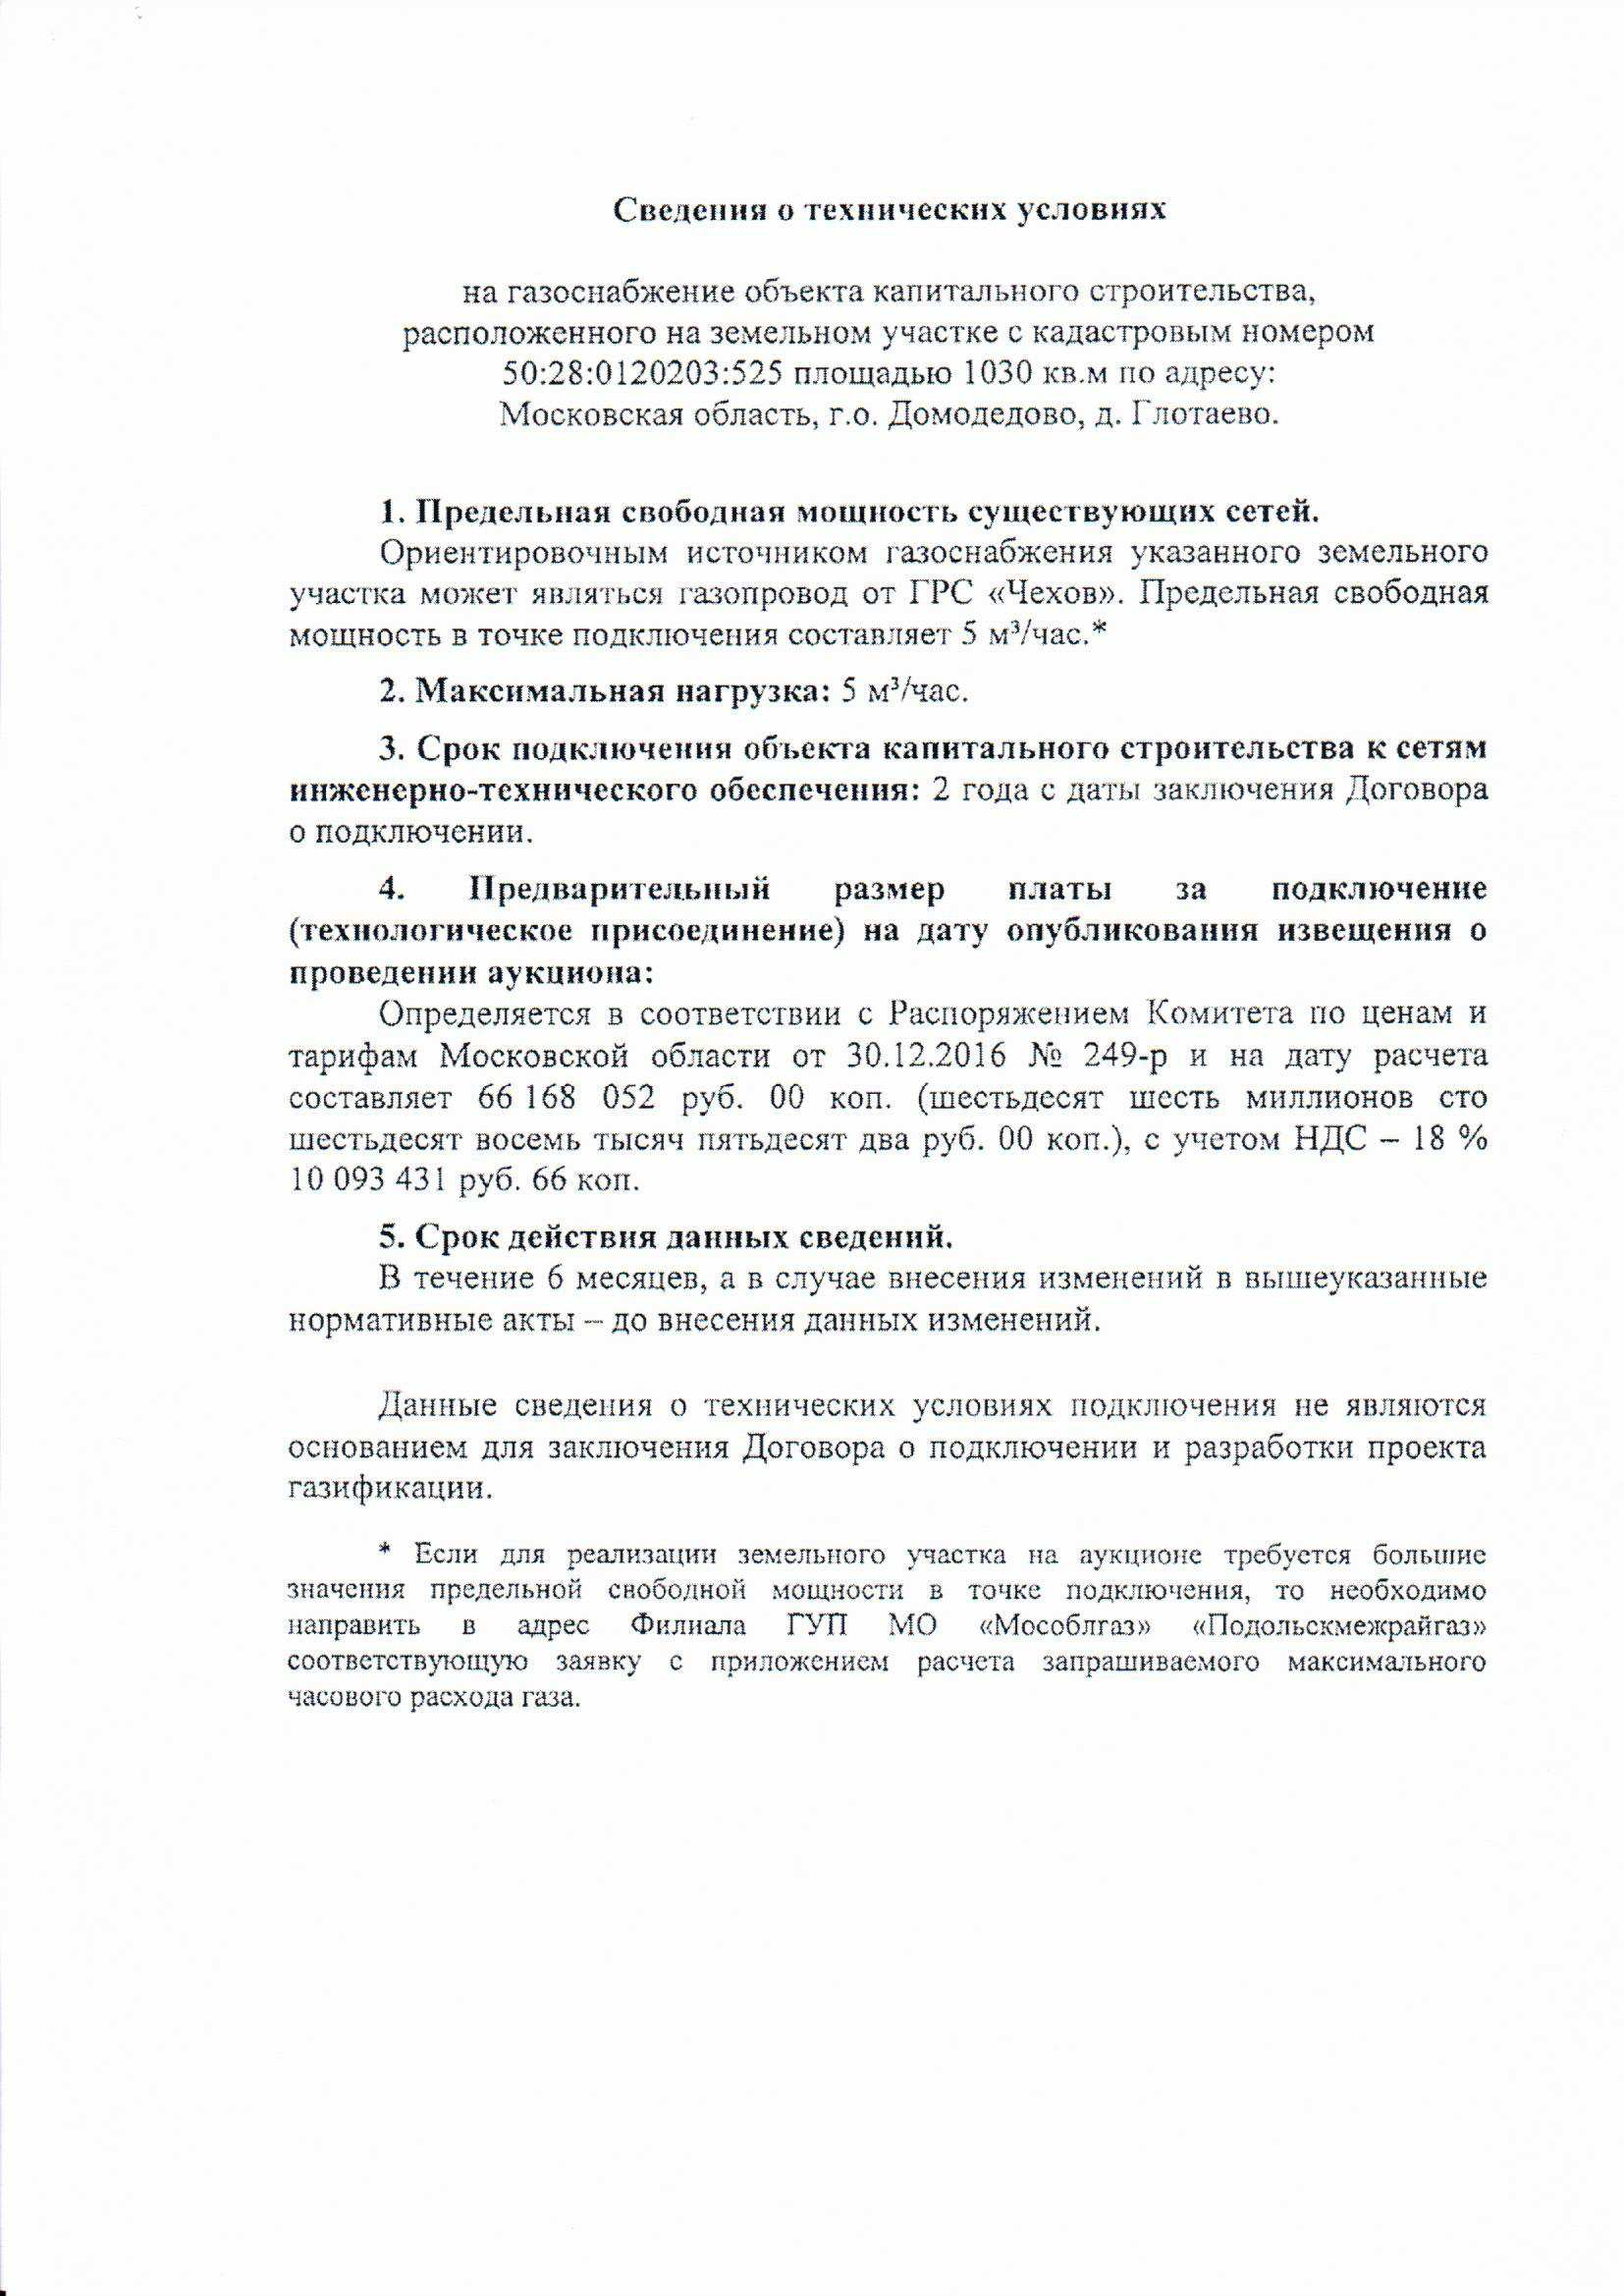 Сведения о технических условиях
на газоснабжение объекта капитального строительства,
расположенного на земельном участке с кадастровым номером
50:28:0120203:525 площадью 1030 кв.м по адресу:
Московская область, г.о. Домодедово, д. Глотаево.
1. Предельная свободная мощность существующих сетей.
Ориентировочным источником газоснабжения указанного земельного
участка может являться газопровод от ГРС «Чехов». Предельная свободная
мощность в точке подключения составляет 5 м³/час.*
2. Максимальная нагрузка: 5 м³/час.
3. Срок подключения объекта капитального строительства к сетям
инженерно-технического обеспечения: 2 года с даты заключения Договора
о подключении.
4. Предварительный размер платы за подключение
(технологическое присоединение) на дату опубликования извещения о
проведении аукциона:
Определяется в соответствии с Распоряжением Комитета по ценам и
тарифам Московской области от 30.12.2016 № 249-р и на дату расчета
составляет 66 168 052 руб. 00 коп. (шестьдесят шесть миллионов сто
шестьдесят восемь тысяч пятьдесят два руб. 00 коп.), с учетом НДС – 18 %
10 093 431 руб. 66 коп.
5. Срок действия данных сведений.
В течение 6 месяцев, а в случае внесения изменений в вышеуказанные
нормативные акты – до внесения данных изменений.
Данные сведения о технических условиях подключения не являются
основанием для заключения Договора о подключении и разработки проекта
газификации.
* Если для реализации земельного участка на аукционе требуется большие
значения предельной свободной мощности в точке подключения, то необходимо
направить в адрес Филиала ГУП МО «Мособлгаз» «Подольскмежрайгаз»
соответствующую заявку с приложением расчета запрашиваемого максимального
часового расхода газа.